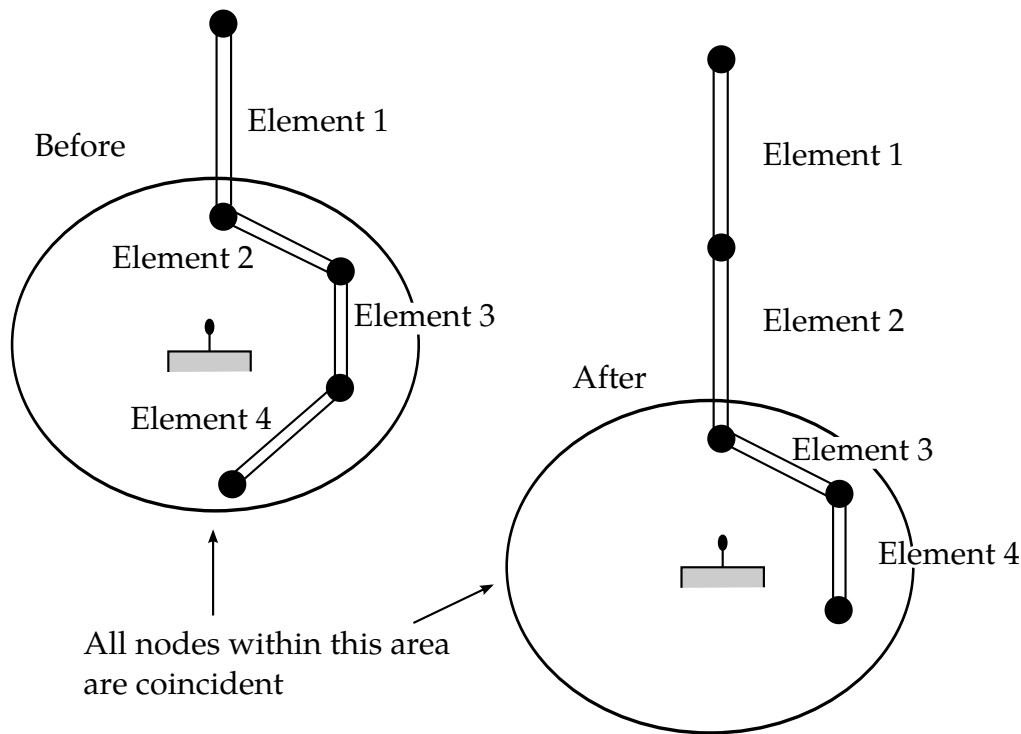 Before
Element 1
Element 2
Element 3
Element 4
After
Element 1
Element 2
Element 3
Element 4
All nodes within this area
are coincident